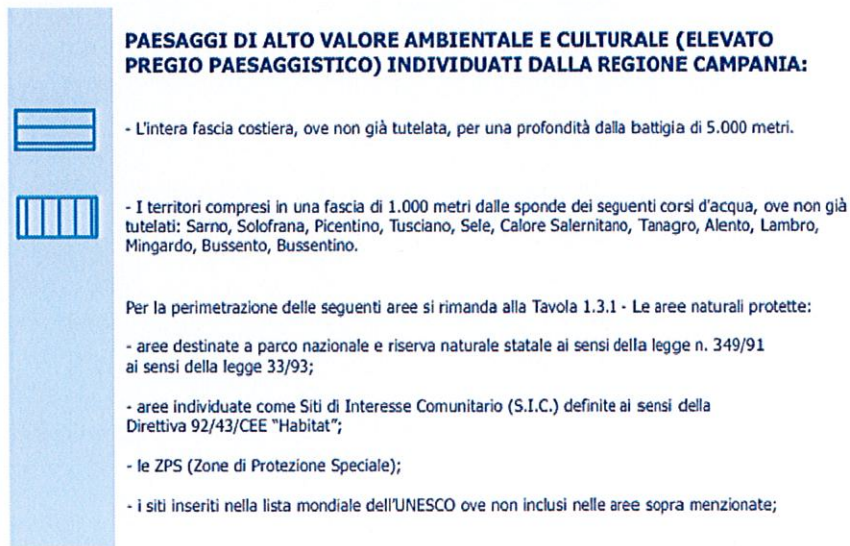 PAESAGGI DI ALTO VALORE AMBIENTALE E CULTURALE (ELEVATO
PREGIO PAESAGGISTICO) INDIVIDUATI DALLA REGIONE CAMPANIA:
- L'intera fascia costiera, ove non già tutelata, per una profondità dalla battigia di 5.000 metri.
- I territori compresi in una fascia di 1.000 metri dalle sponde dei seguenti corsi d'acqua, ove non già
tutelati: Sarno, Solofrana, Picentino, Tusciano, Sele, Calore Salernitano, Tanagro, Alento, Lambro,
Mingardo, Bussento, Bussentino.
Per la perimetrazione delle seguenti aree si rimanda alla Tavola 1.3.1 - Le aree naturali protette:
- aree destinate a parco nazionale e riserva naturale statale ai sensi della legge n. 349/91
ai sensi della legge 33/93;
- aree individuate come Siti di Interesse Comunitario (S.I.C.) definite ai sensi della
Direttiva 92/43/CEE "Habitat";
- le ZPS (Zone di Protezione Speciale);
- i siti inseriti nella lista mondiale dell'UNESCO ove non inclusi nelle aree sopra menzionate;